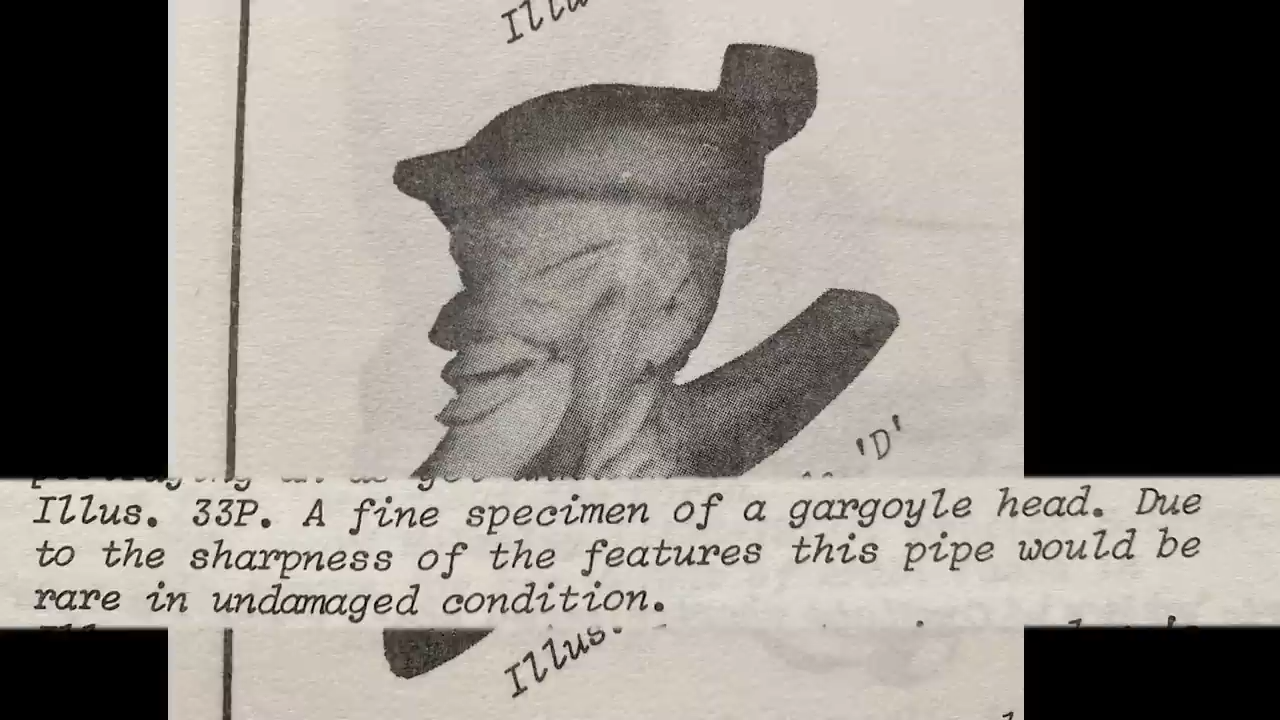 Illu
'D'
Illus. 33P. A fine specimen of a gargoyle head. Due
to the sharpness of the features this pipe would be
rare in undamaged condition.
Illus.